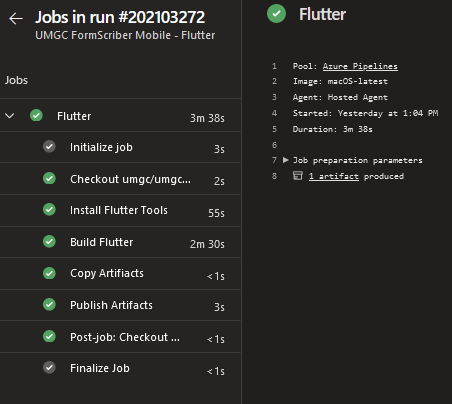 Jobs in run #202103272
UMGC FormScriber Mobile - Flutter
Jobs
Flutter 3m 38s
Initialize job 3s
Checkout umgc/umgc... 2s
Install Flutter Tools 55s
Build Flutter 2m 30s
Copy Artifiacts <1s
Publish Artifacts 3s
Post-job: Checkout ... <1s
Finalize Job <1s
Flutter
1 Pool: Azure Pipelines
2 Image: macOS-latest
3 Agent: Hosted Agent
4 Started: Yesterday at 1:04 PM
5 Duration: 3m 38s
6
7 Job preparation parameters
8 1 artifact produced